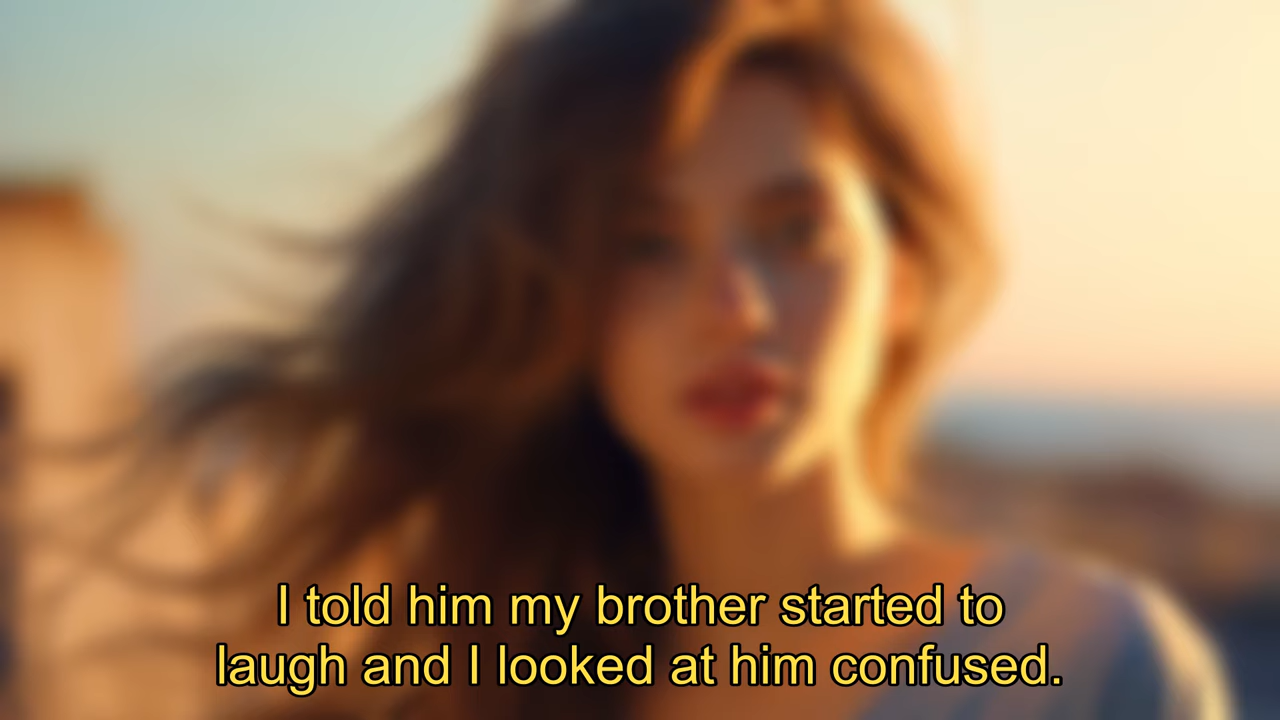 I told him my brother started to
laugh and I looked at him confused.